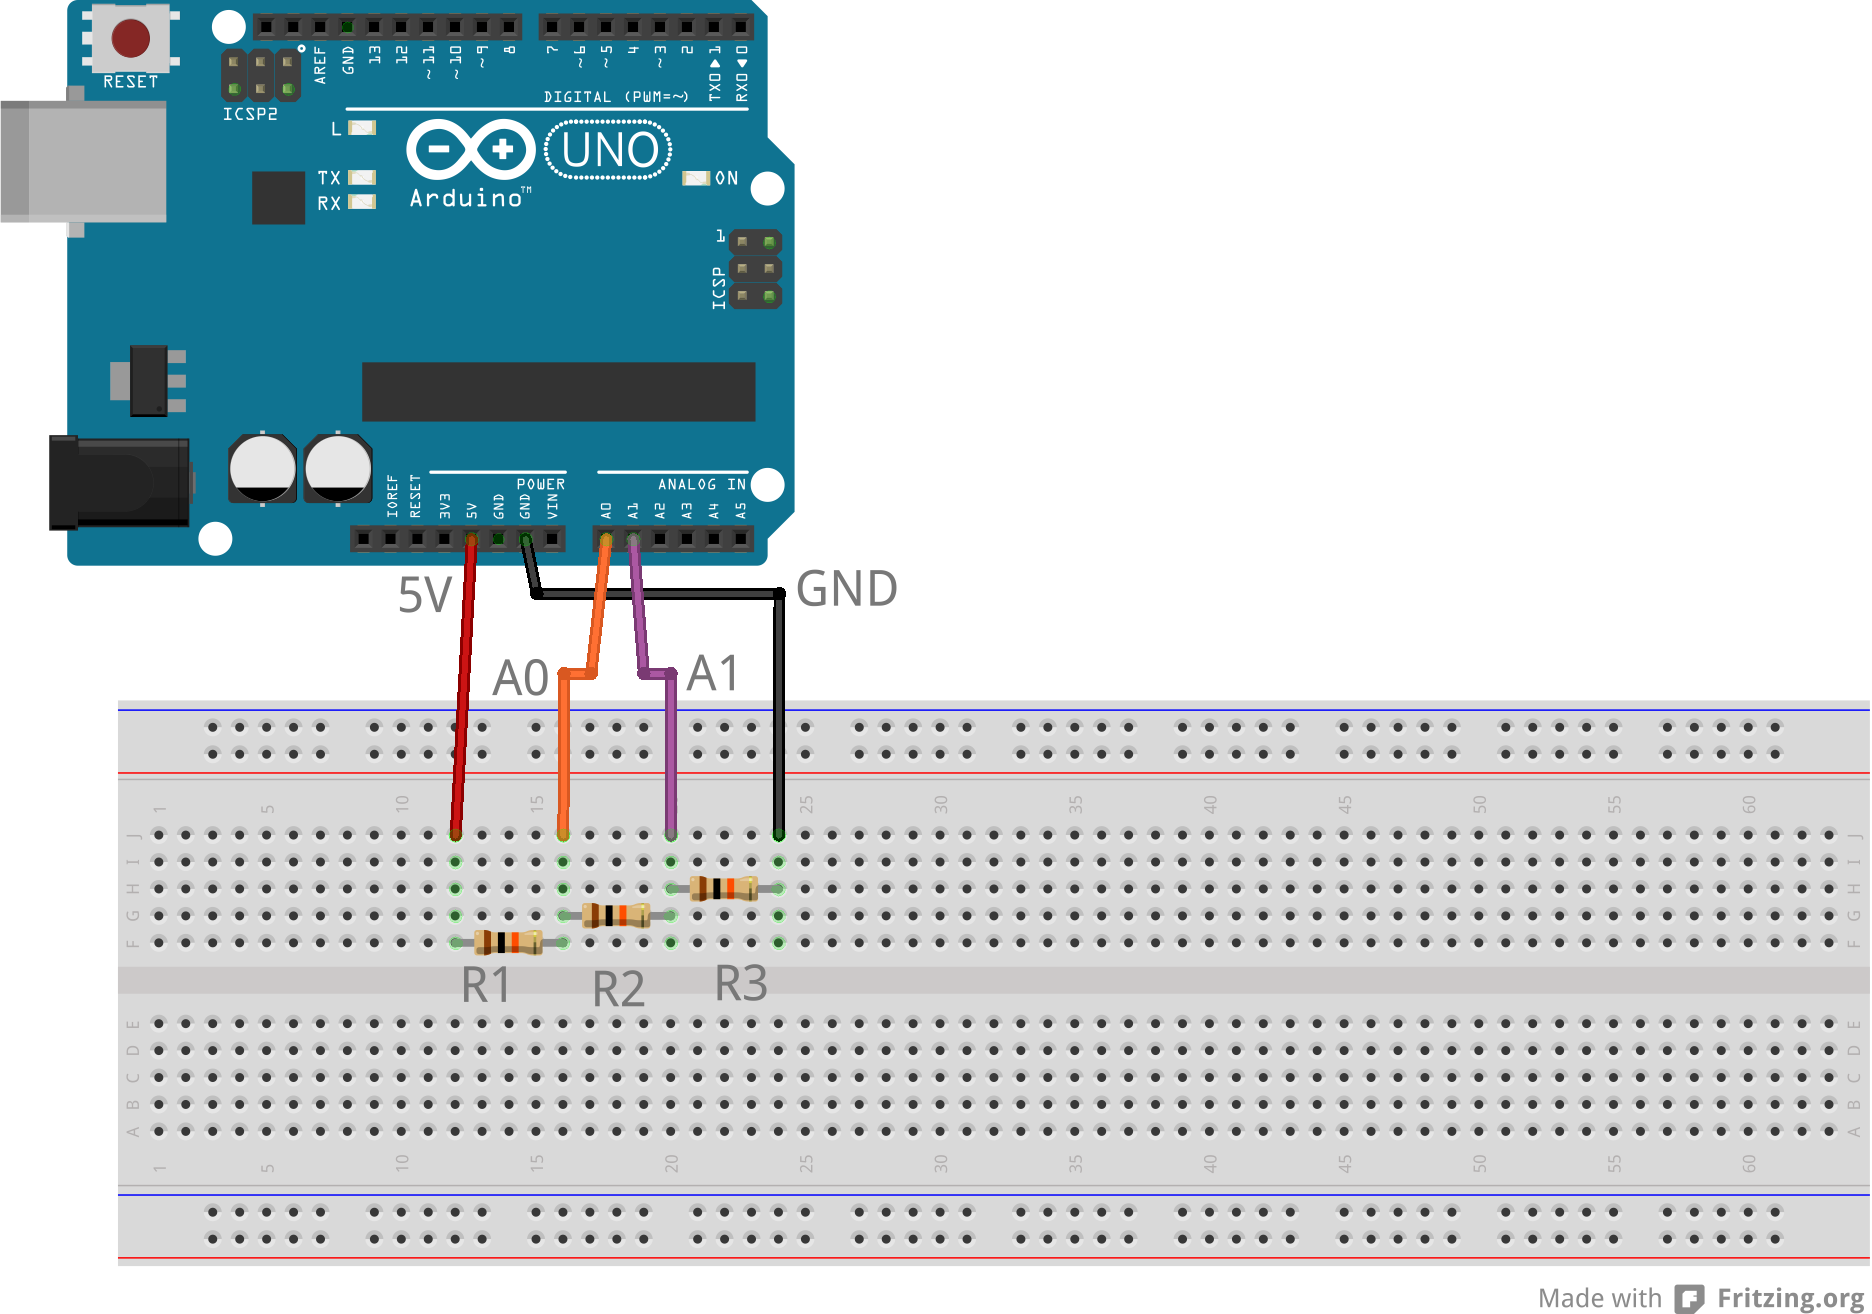 RESET
ICSP2
AREF
GND
13
12
~11
~10
~9
8
7
~6
~5
4
~3
2
TX0▶1
RX0◀0
DIGITAL (PWM=~)
L
TX
RX
UNO
Arduino™
ON
1
ICSP
POWER
ANALOG IN
IOREF
RESET
3V3
5V
GND
GND
VIN
A0
A1
A2
A3
A4
A5
5V
GND
A0
A1
1 5 10 15 25 30 35 40 45 50 55 60
J J
I I
H H
G G
F F
R1 R2 R3
E E
D D
C C
B B
A A
1 5 10 15 20 25 30 35 40 45 50 55 60
Made with Fritzing.org